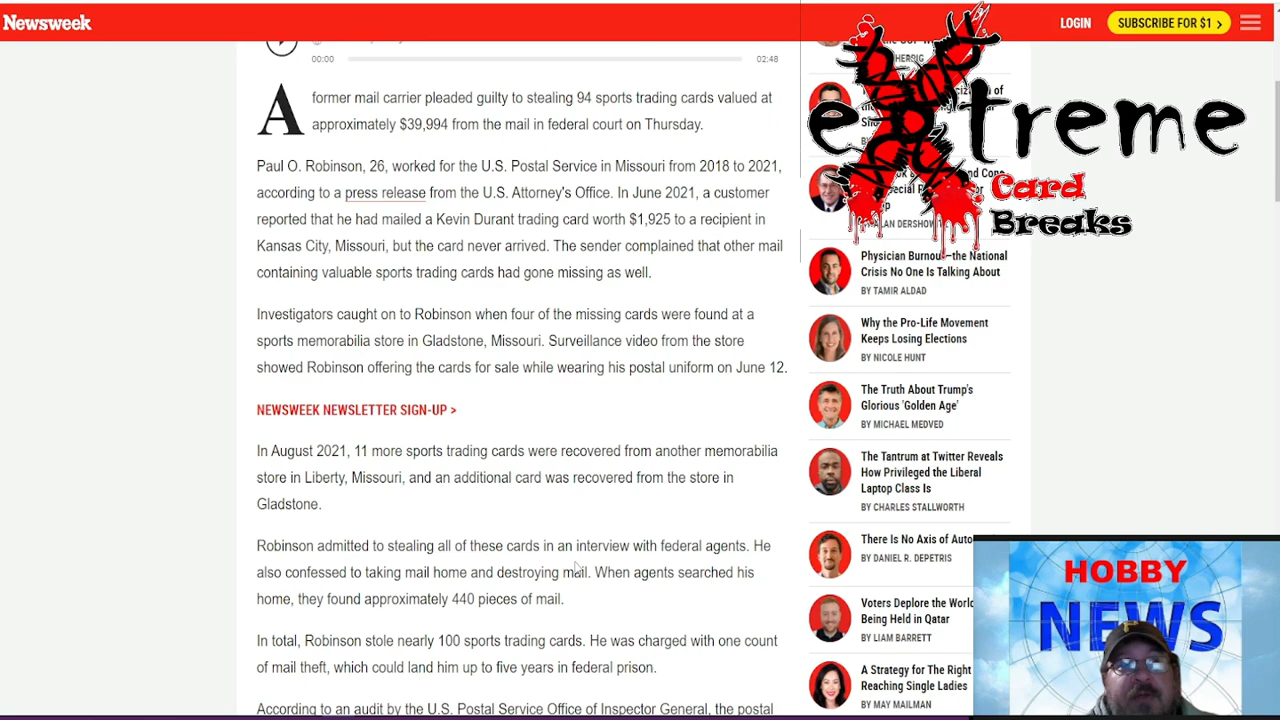 Newsweek
LOGIN
SUBSCRIBE FOR $1 >
00:00
02:48
A former mail carrier pleaded guilty to stealing 94 sports trading cards valued at
approximately $39,994 from the mail in federal court on Thursday.
Paul O. Robinson, 26, worked for the U.S. Postal Service in Missouri from 2018 to 2021,
according to a press release from the U.S. Attorney's Office. In June 2021, a customer
reported that he had mailed a Kevin Durant trading card worth $1,925 to a recipient in
Kansas City, Missouri, but the card never arrived. The sender complained that other mail
containing valuable sports trading cards had gone missing as well.
Investigators caught on to Robinson when four of the missing cards were found at a
sports memorabilia store in Gladstone, Missouri. Surveillance video from the store
showed Robinson offering the cards for sale while wearing his postal uniform on June 12.
NEWSWEEK NEWSLETTER SIGN-UP >
In August 2021, 11 more sports trading cards were recovered from another memorabilia
store in Liberty, Missouri, and an additional card was recovered from the store in
Gladstone.
Robinson admitted to stealing all of these cards in an interview with federal agents. He
also confessed to taking mail home and destroying mail. When agents searched his
home, they found approximately 440 pieces of mail.
In total, Robinson stole nearly 100 sports trading cards. He was charged with one count
of mail theft, which could land him up to five years in federal prison.
According to an audit by the U.S. Postal Service Office of Inspector General, the postal
extreme
Card
Breaks
Physician Burnout—the National
Crisis No One Is Talking About
BY TAMIR ALDAD
Why the Pro-Life Movement
Keeps Losing Elections
BY NICOLE HUNT
The Truth About Trump's
Glorious 'Golden Age'
BY MICHAEL MEDVED
The Tantrum at Twitter Reveals
How Privileged the Liberal
Laptop Class Is
BY CHARLES STALLWORTH
There Is No Axis of Auto
BY DANIEL R. DEPETRIS
Voters Deplore the World
Being Held in Qatar
BY LIAM BARRETT
A Strategy for The Right
Reaching Single Ladies
BY MAY MAILMAN
HOBBY
NEWS